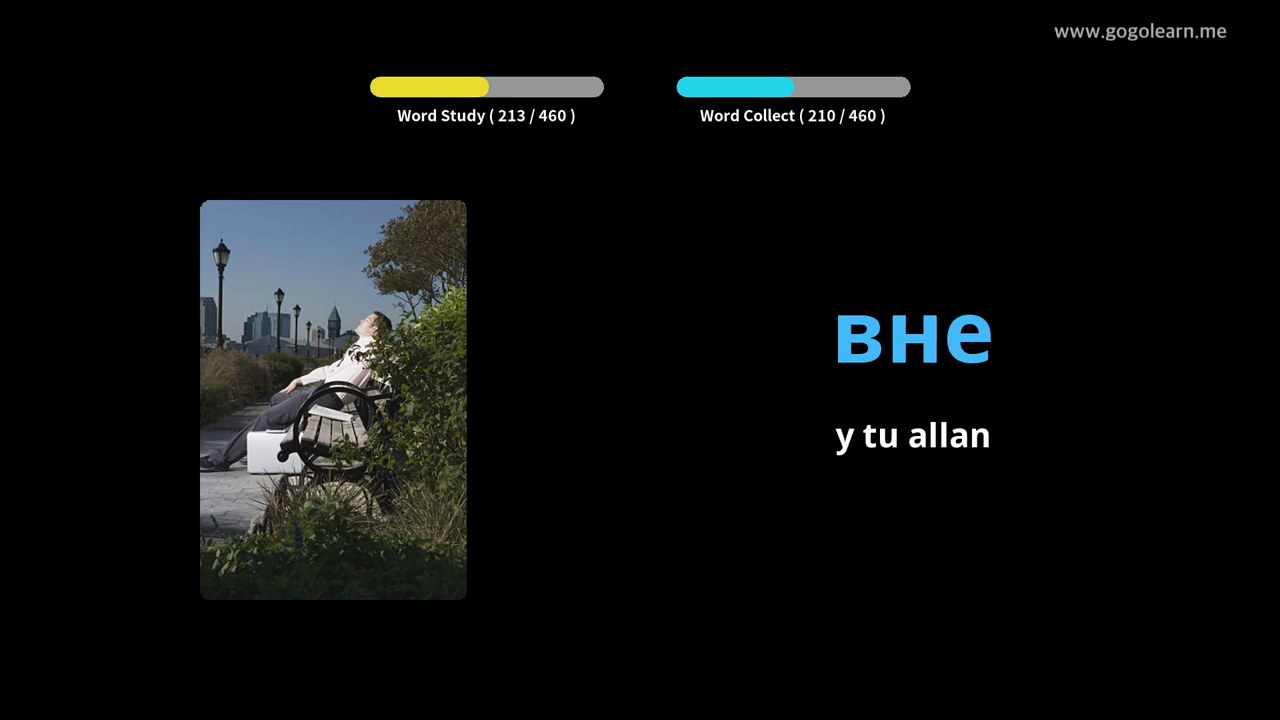 www.gogolearn.me
Word Study ( 213 / 460 )
Word Collect ( 210 / 460 )
вне
y tu allan